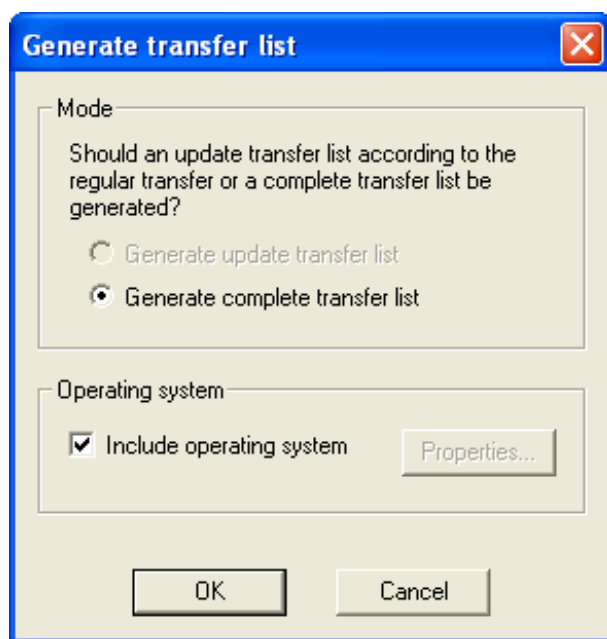 Generate transfer list
Mode
Should an update transfer list according to the
regular transfer or a complete transfer list be
generated?
Generate update transfer list
Generate complete transfer list
Operating system
Include operating system
Properties...
OK
Cancel